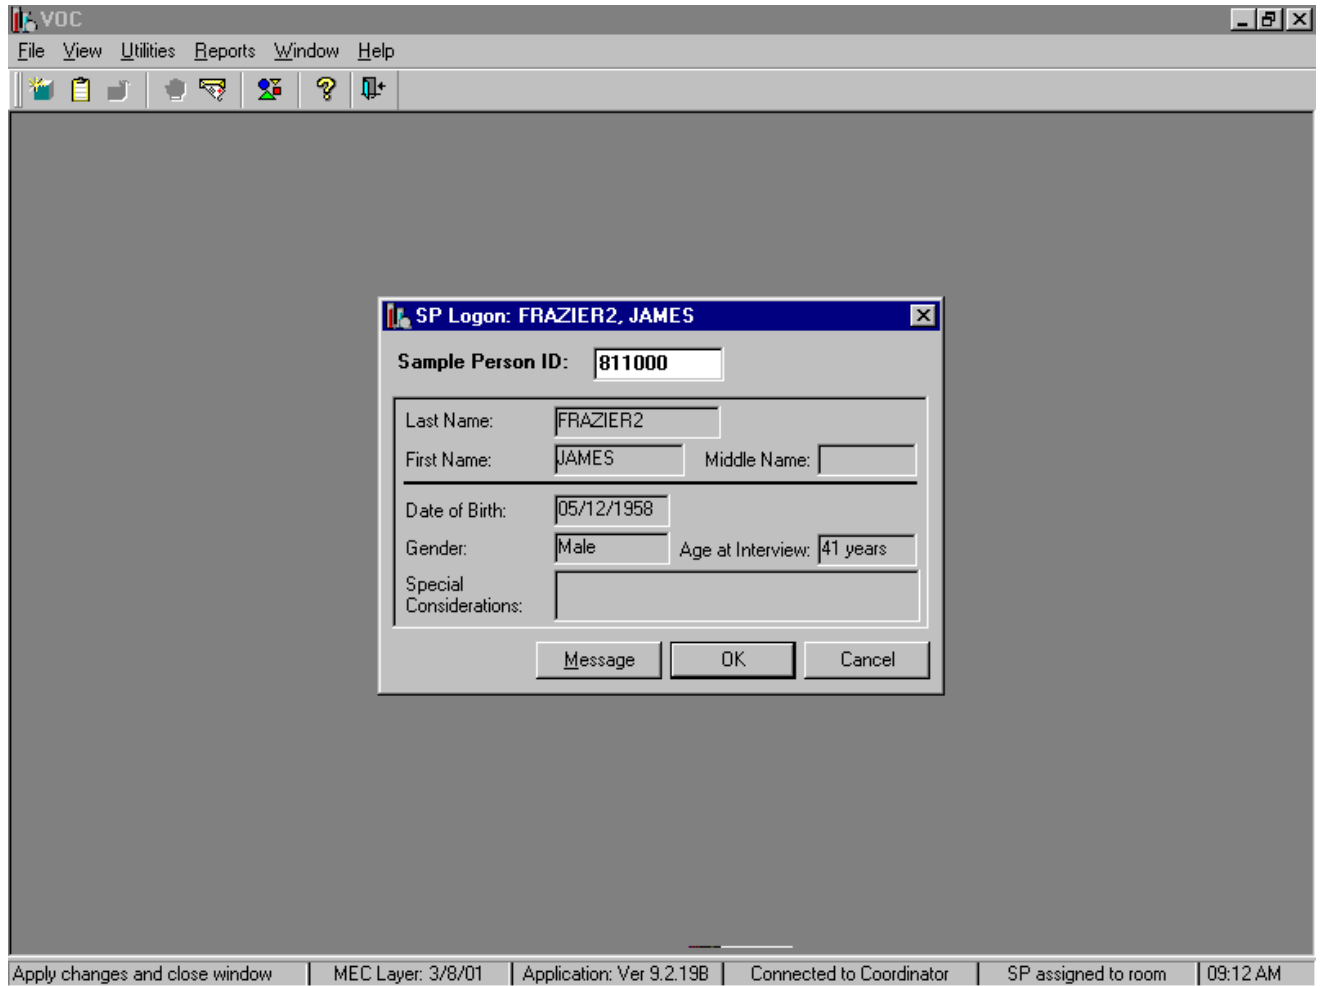 VOC
File View Utilities Reports Window Help
SP Logon: FRAZIER2, JAMES
Sample Person ID: 811000
Last Name: FRAZIER2
First Name: JAMES Middle Name:
Date of Birth: 05/12/1958
Gender: Male Age at Interview: 41 years
Special
Considerations:
Message OK Cancel
Apply changes and close window MEC Layer: 3/8/01 Application: Ver 9.2.19B Connected to Coordinator SP assigned to room 09:12 AM